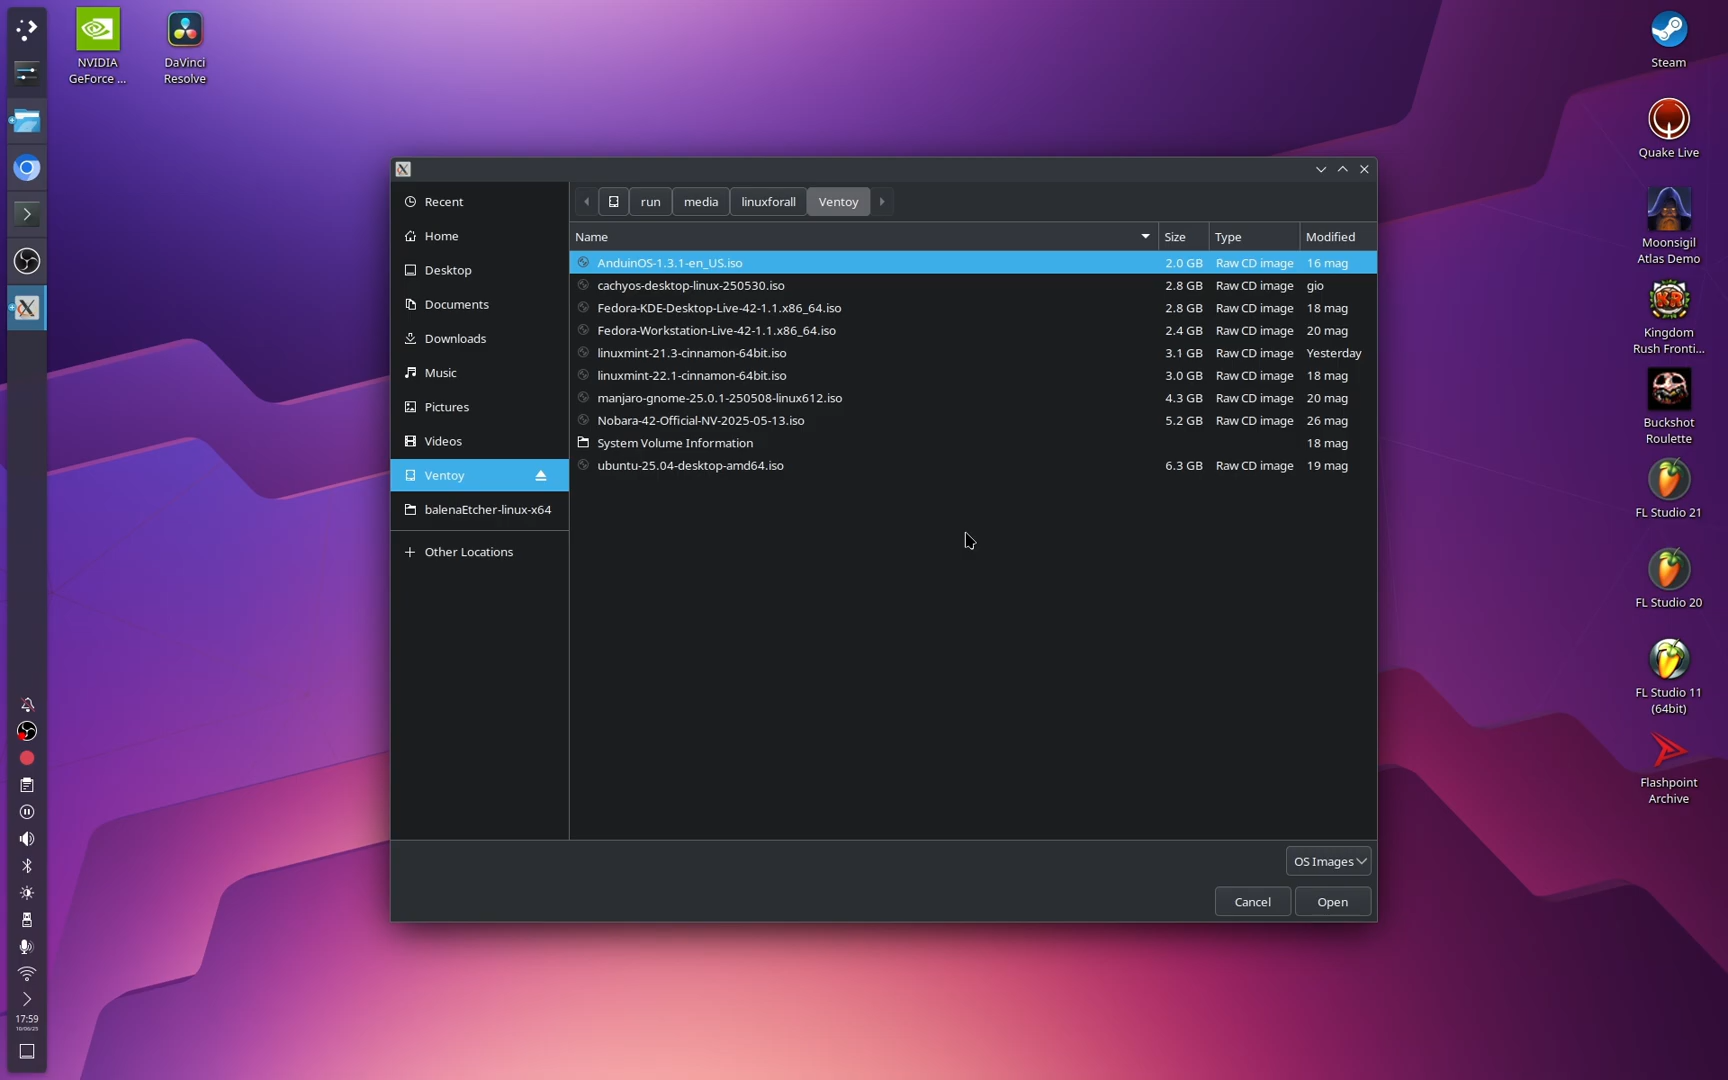 NVIDIA
GeForce ...
DaVinci
Resolve
Recent
Home
Desktop
Documents
Downloads
Music
Pictures
Videos
Ventoy
balenaEtcher-linux-x64
Other Locations
run media linuxforall Ventoy
Name Size Type Modified
AnduinOS-1.3.1-en_US.iso 2.0 GB Raw CD image 16 mag
cachyos-desktop-linux-250530.iso 2.8 GB Raw CD image gio
Fedora-KDE-Desktop-Live-42-1.1.x86_64.iso 2.8 GB Raw CD image 18 mag
Fedora-Workstation-Live-42-1.1.x86_64.iso 2.4 GB Raw CD image 20 mag
linuxmint-21.3-cinnamon-64bit.iso 3.1 GB Raw CD image Yesterday
linuxmint-22.1-cinnamon-64bit.iso 3.0 GB Raw CD image 18 mag
manjaro-gnome-25.0.1-250508-linux612.iso 4.3 GB Raw CD image 20 mag
Nobara-42-Official-NV-2025-05-13.iso 5.2 GB Raw CD image 26 mag
System Volume Information 18 mag
ubuntu-25.04-desktop-amd64.iso 6.3 GB Raw CD image 19 mag
OS Images
Cancel Open
Steam
Quake Live
Moonsigil
Atlas Demo
Kingdom
Rush Fronti...
Buckshot
Roulette
FL Studio 21
FL Studio 20
FL Studio 11
(64bit)
Flashpoint
Archive
17:59
10/06/25